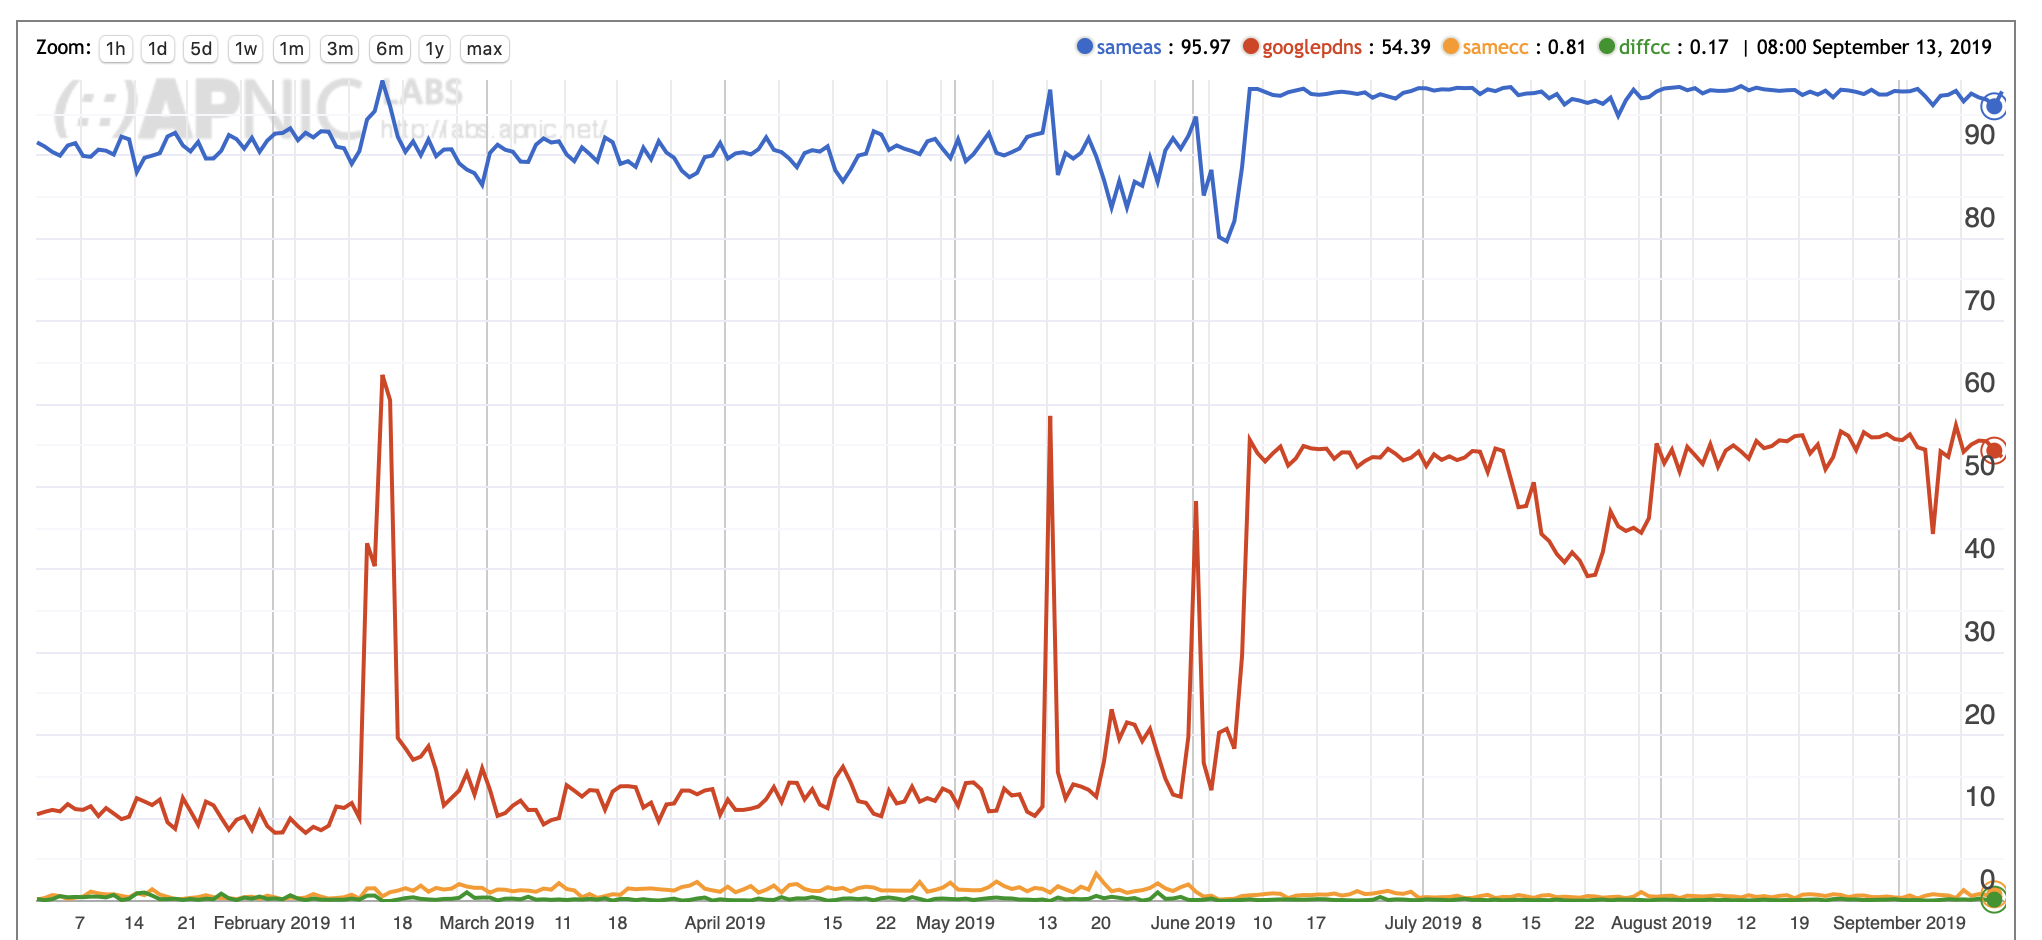 Zoom: 1h 1d 5d 1w 1m 3m 6m 1y max
sameas : 95.97 googlepdns : 54.39 samecc : 0.81 diffcc : 0.17 | 08:00 September 13, 2019
(::)APNIC LABS
http://labs.apnic.net/
90
80
70
60
50
40
30
20
10
0
7 14 21 February 2019 11 18 March 2019 11 18 April 2019 15 22 May 2019 13 20 June 2019 10 17 July 2019 8 15 22 August 2019 12 19 September 2019